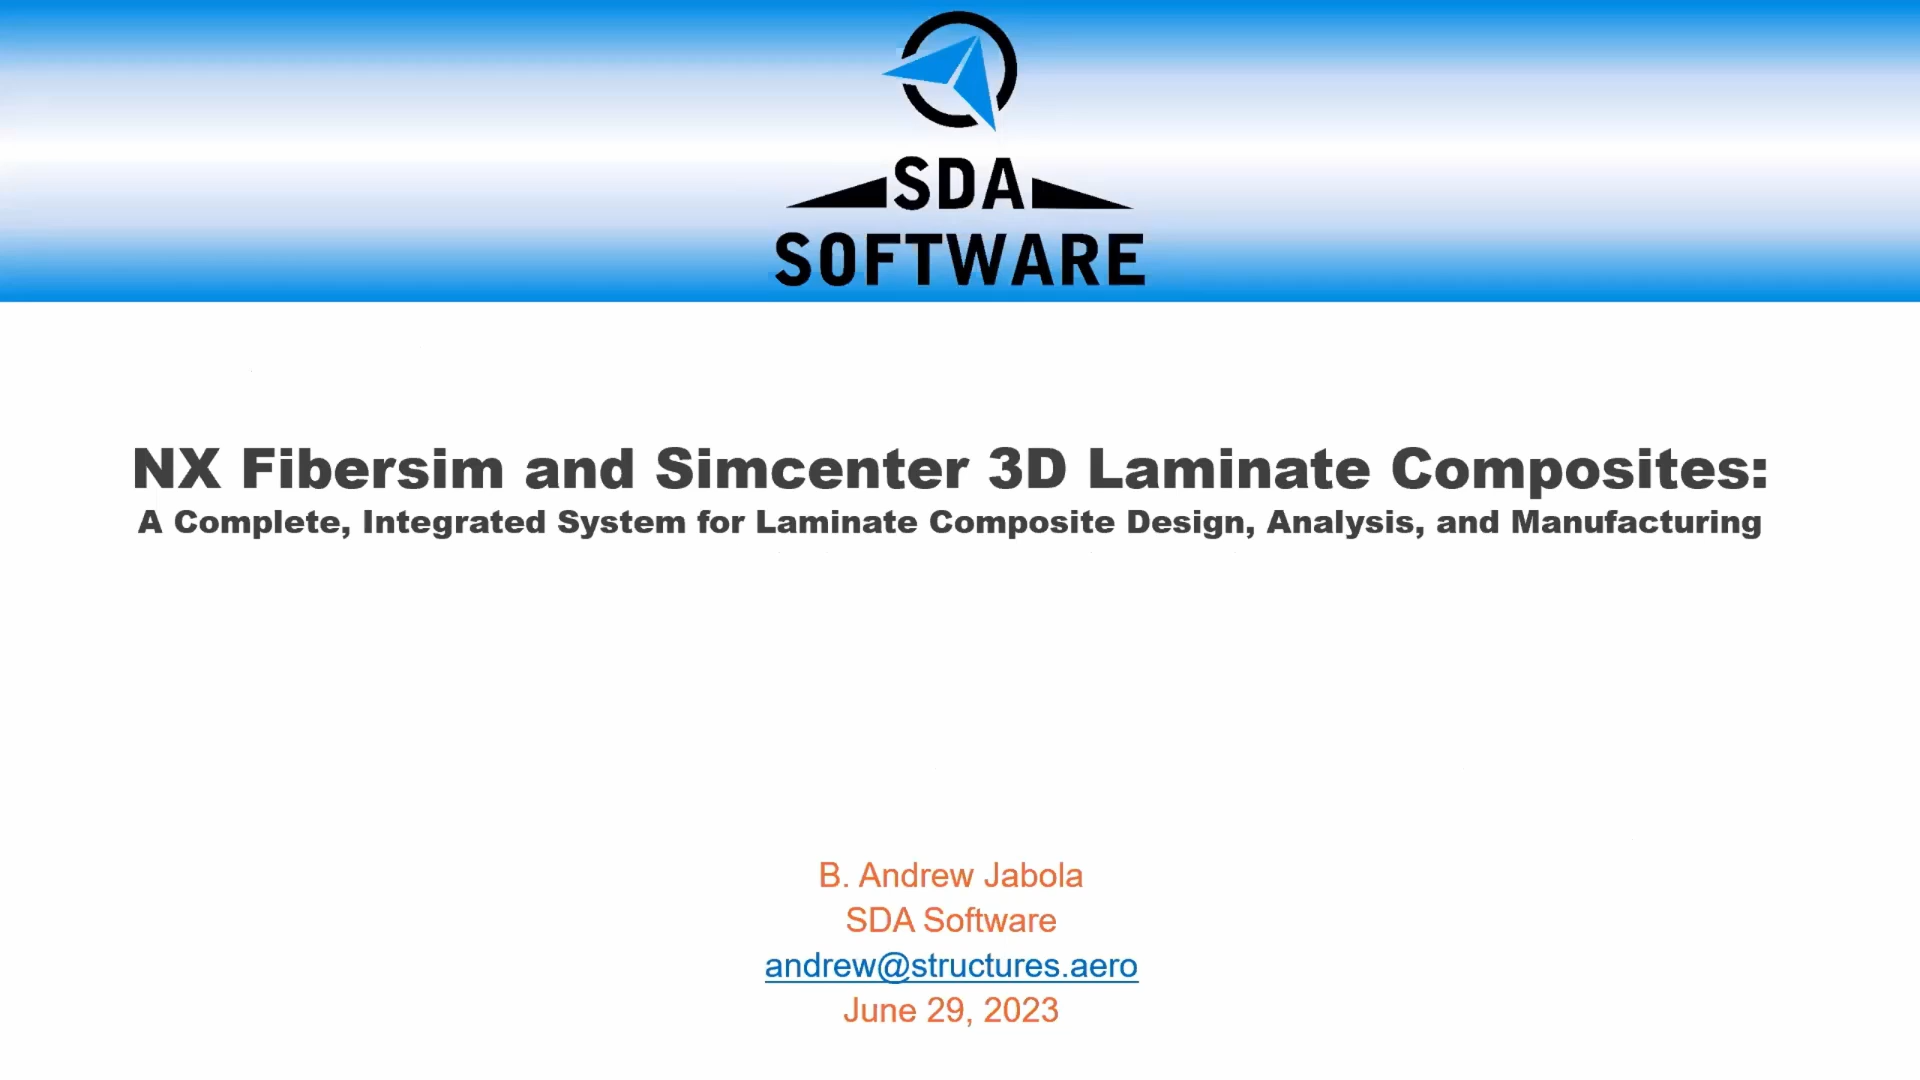 SDA
SOFTWARE
NX Fibersim and Simcenter 3D Laminate Composites:
A Complete, Integrated System for Laminate Composite Design, Analysis, and Manufacturing
B. Andrew Jabola
SDA Software
andrew@structures.aero
June 29, 2023